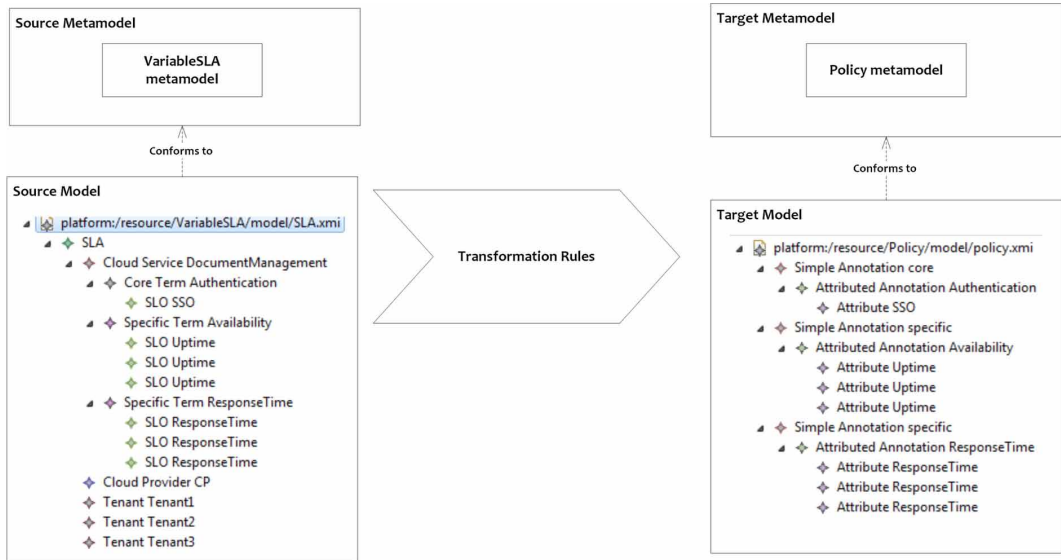 Source Metamodel
VariableSLA
metamodel
Conforms to
Source Model
platform:/resource/VariableSLA/model/SLA.xmi
SLA
Cloud Service DocumentManagement
Core Term Authentication
SLO SSO
Specific Term Availability
SLO Uptime
SLO Uptime
SLO Uptime
Specific Term ResponseTime
SLO ResponseTime
SLO ResponseTime
SLO ResponseTime
Cloud Provider CP
Tenant Tenant1
Tenant Tenant2
Tenant Tenant3
Transformation Rules
Target Metamodel
Policy metamodel
Conforms to
Target Model
platform:/resource/Policy/model/policy.xmi
Simple Annotation core
Attributed Annotation Authentication
Attribute SSO
Simple Annotation specific
Attributed Annotation Availability
Attribute Uptime
Attribute Uptime
Attribute Uptime
Simple Annotation specific
Attributed Annotation ResponseTime
Attribute ResponseTime
Attribute ResponseTime
Attribute ResponseTime